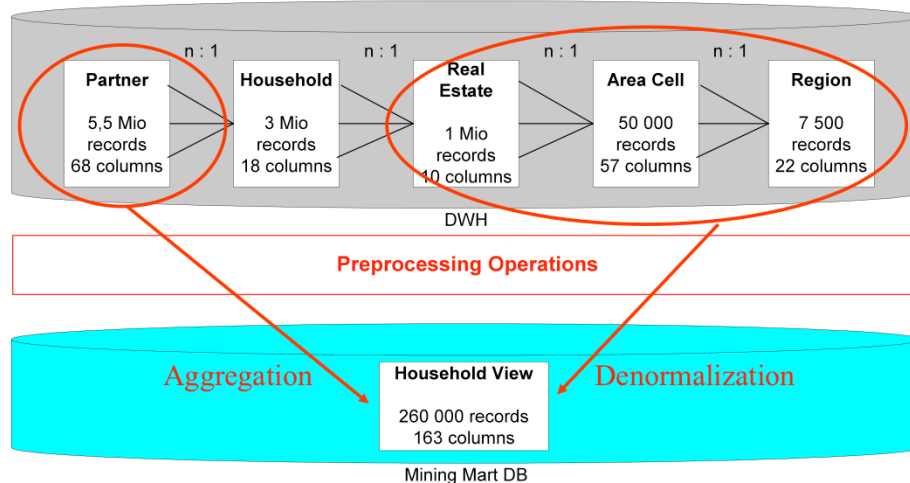 n : 1
n : 1
n : 1
n : 1
Partner
5,5 Mio
records
68 columns
Household
3 Mio
records
18 columns
Real
Estate
1 Mio
records
10 columns
Area Cell
50 000
records
57 columns
Region
7 500
records
22 columns
DWH
Preprocessing Operations
Aggregation
Household View
260 000 records
163 columns
Denormalization
Mining Mart DB